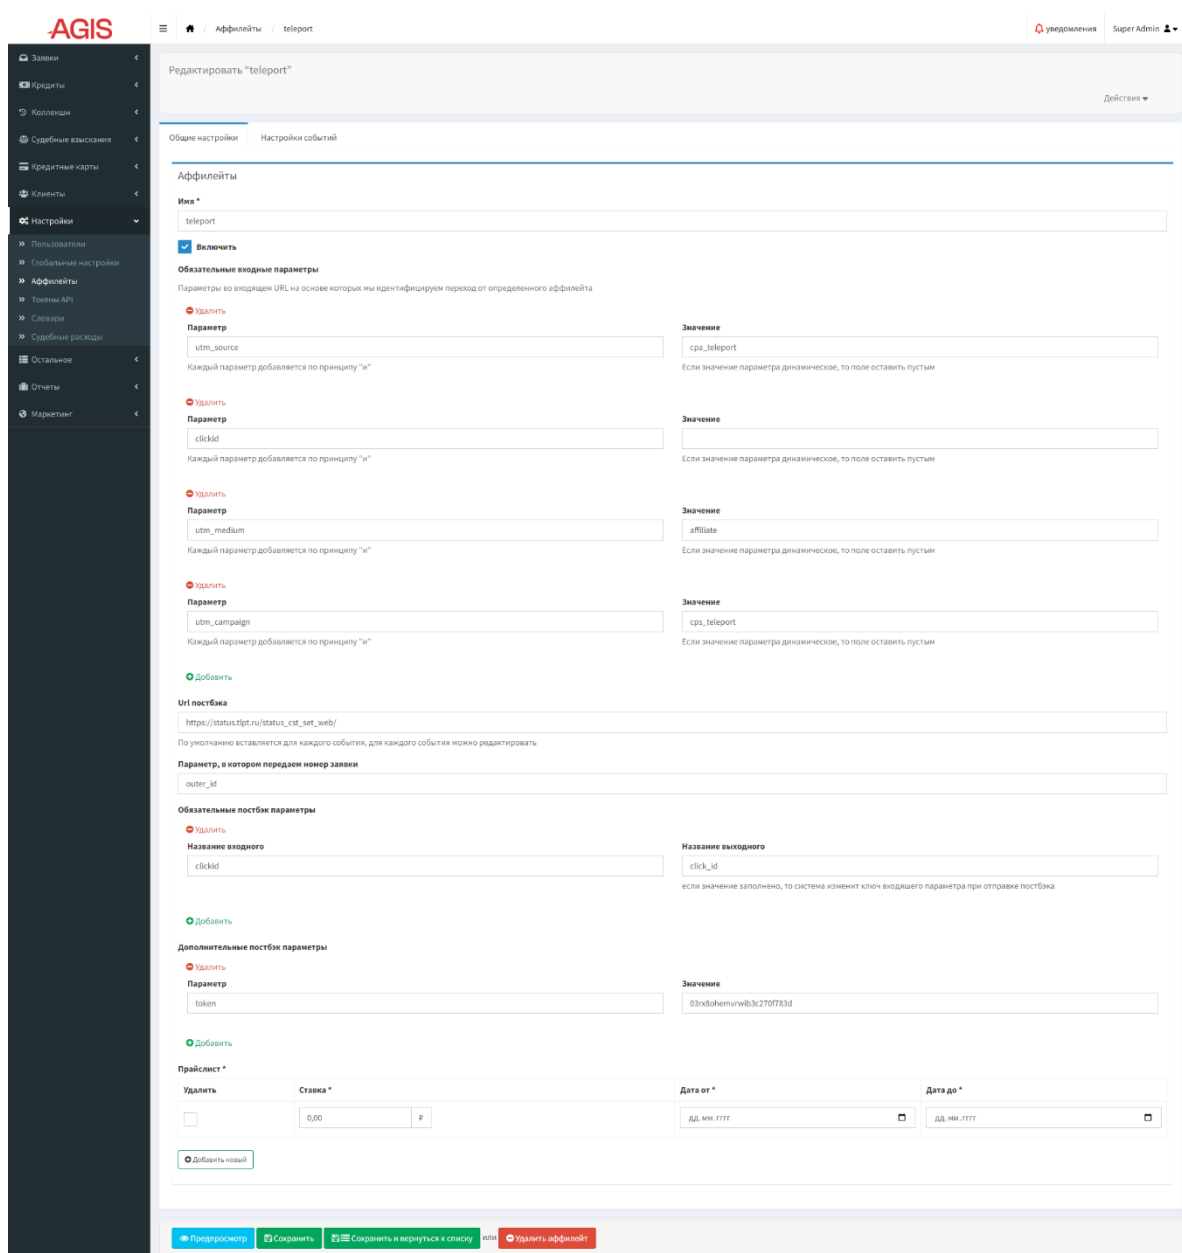 AGIS
Аффилейты / teleport
уведомления
Super Admin
Заявки
Кредиты
Коллекшн
Судебные взыскания
Кредитные карты
Клиенты
Настройки
Пользователи
Глобальные настройки
Аффилейты
Токены API
Словари
Судебные расходы
Остальное
Отчеты
Маркетинг
Редактировать "teleport"
Действия
Общие настройки Настройки событий
Аффилейты
Имя *
teleport
Включить
Обязательные входные параметры
Параметры во входящем URL на основе которых мы идентифицируем переход от определенного аффилейта
Удалить
Параметр Значение
utm_source cpa_teleport
Каждый параметр добавляется по принципу "и" Если значение параметра динамическое, то поле оставить пустым
Удалить
Параметр Значение
clickid
Каждый параметр добавляется по принципу "и" Если значение параметра динамическое, то поле оставить пустым
Удалить
Параметр Значение
utm_medium affiliate
Каждый параметр добавляется по принципу "и" Если значение параметра динамическое, то поле оставить пустым
Удалить
Параметр Значение
utm_campaign cps_teleport
Каждый параметр добавляется по принципу "и" Если значение параметра динамическое, то поле оставить пустым
Добавить
Url постбэка
https://status.tlpt.ru/status_cst_set_web/
По умолчанию вставляется для каждого события, для каждого события можно редактировать
Параметр, в котором передаем номер заявки
outer_id
Обязательные постбэк параметры
Удалить
Название входного Название выходного
clickid click_id
если значение заполнено, то система изменит ключ входящего параметра при отправке постбэка
Добавить
Дополнительные постбэк параметры
Удалить
Параметр Значение
token 03rx8ohemvrwib3c270f783d
Добавить
Прайслист *
Удалить Ставка * Дата от * Дата до *
0,00 ₽ дд.мм.гггг дд.мм.гггг
Добавить новый
Предпросмотр Сохранить Сохранить и вернуться к списку или Удалить аффилейт